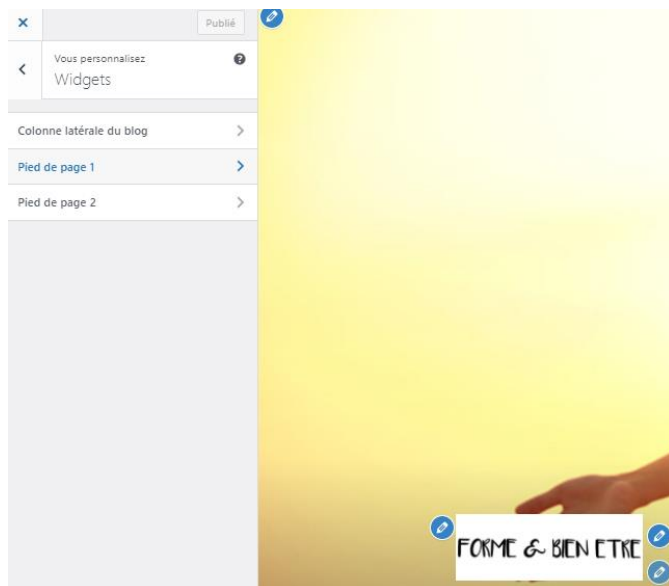 Publié
Vous personnalisez
Widgets
Colonne latérale du blog
Pied de page 1
Pied de page 2
FORME & BIEN ETRE